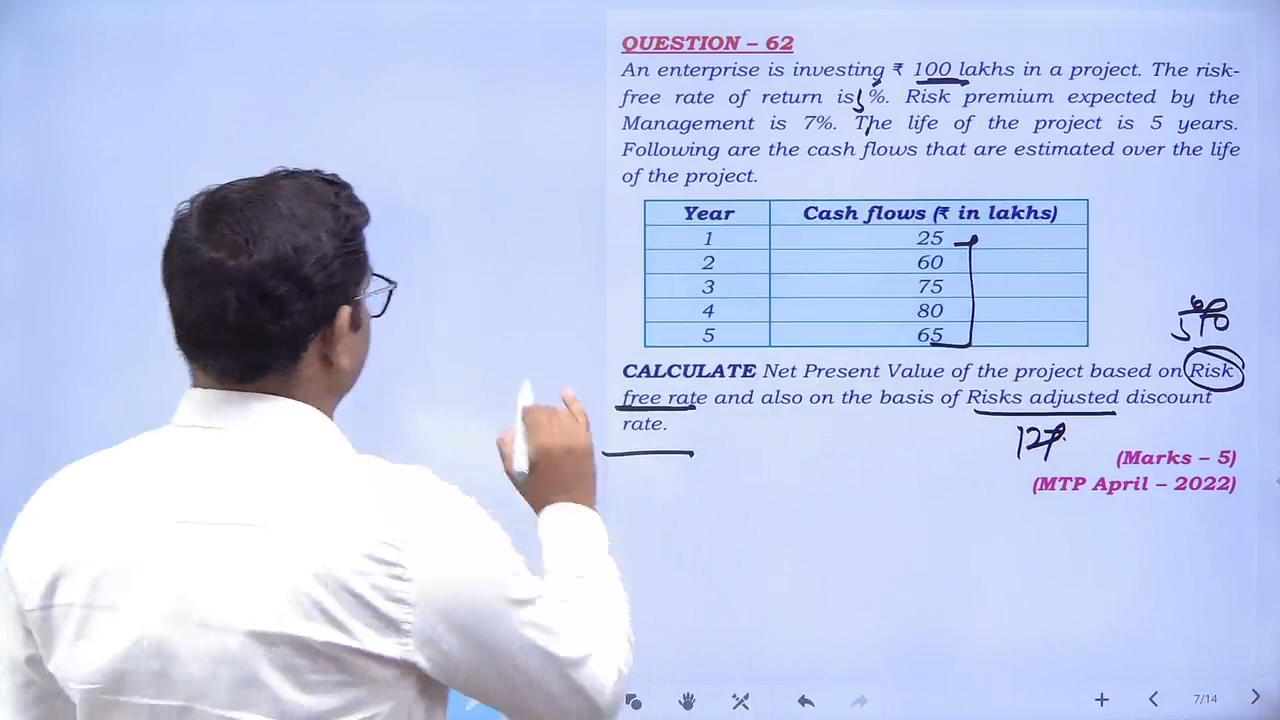 QUESTION – 62
An enterprise is investing ₹ 100 lakhs in a project. The risk-
free rate of return is 5%. Risk premium expected by the
Management is 7%. The life of the project is 5 years.
Following are the cash flows that are estimated over the life
of the project.
Year Cash flows (₹ in lakhs)
1 25
2 60
3 75
4 80
5 65
CALCULATE Net Present Value of the project based on Risk
free rate and also on the basis of Risks adjusted discount
rate.
12%
(Marks – 5)
(MTP April – 2022)
7/14